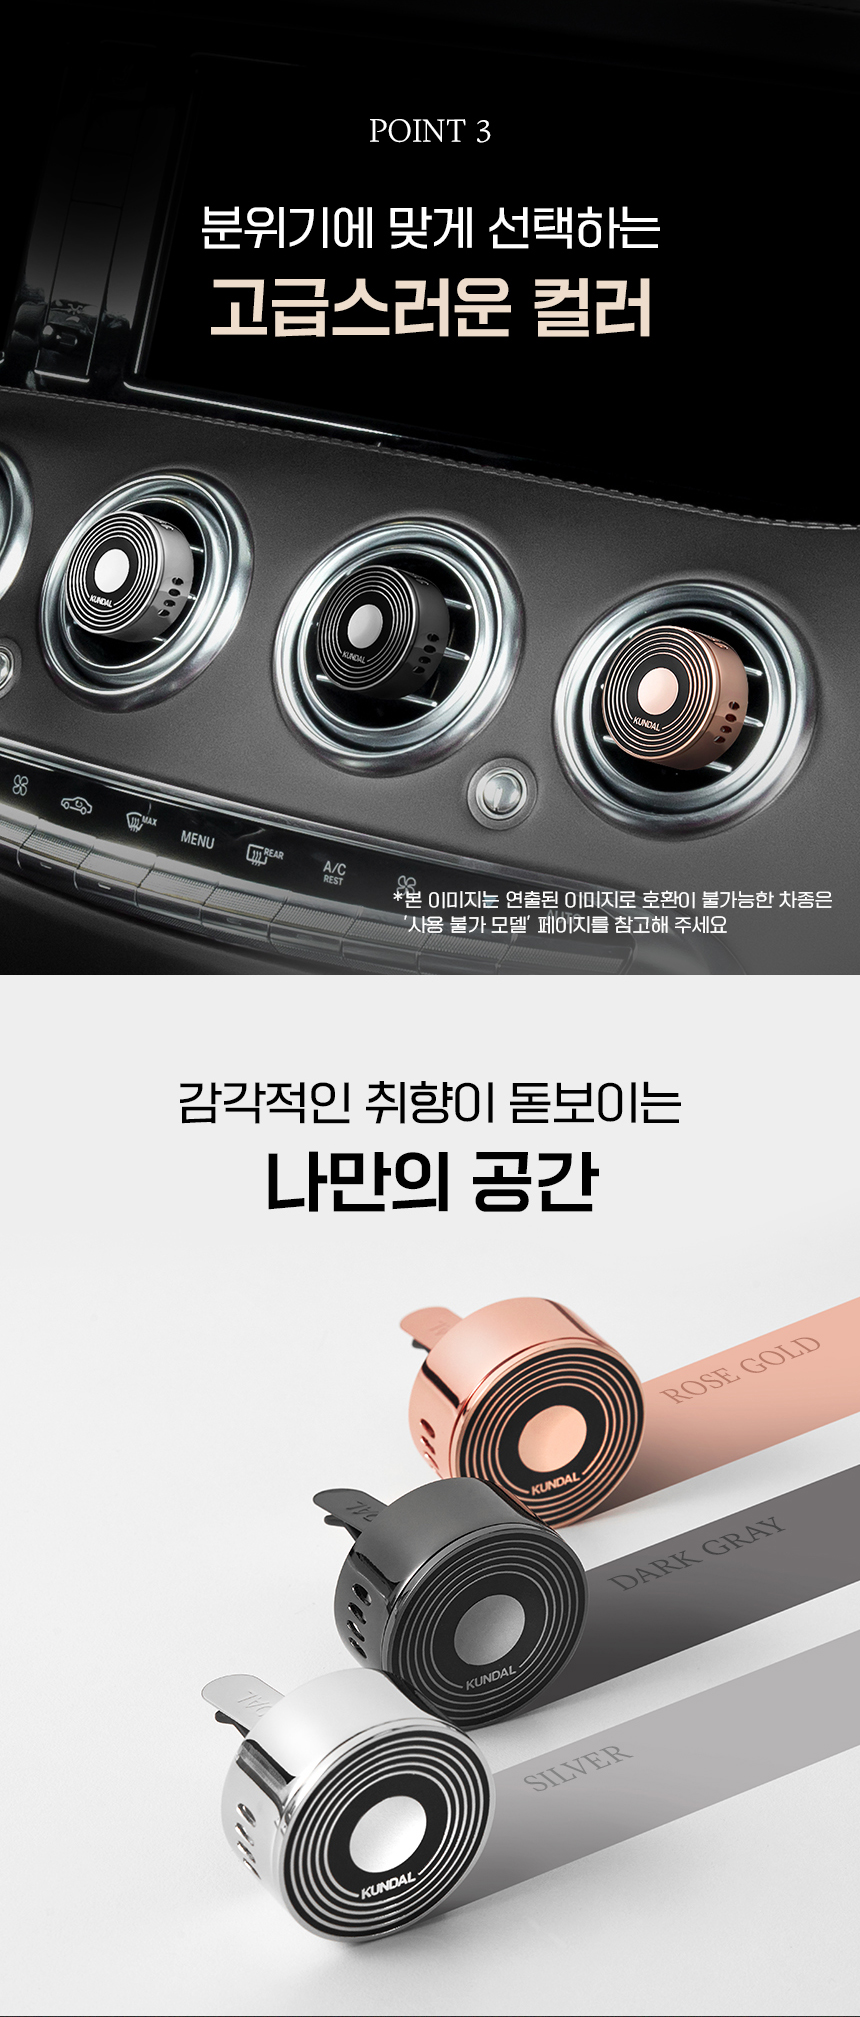 POINT 3
분위기에 맞게 선택하는
고급스러운 컬러
KUNDAL
KUNDAL
KUNDAL
MAX
MENU
REAR
A/C
REST
AUTO
*본 이미지는 연출된 이미지로 호환이 불가능한 차종은
'사용 불가 모델' 페이지를 참고해 주세요
감각적인 취향이 돋보이는
나만의 공간
ROSE GOLD
KUNDAL
DARK GRAY
KUNDAL
SILVER
KUNDAL